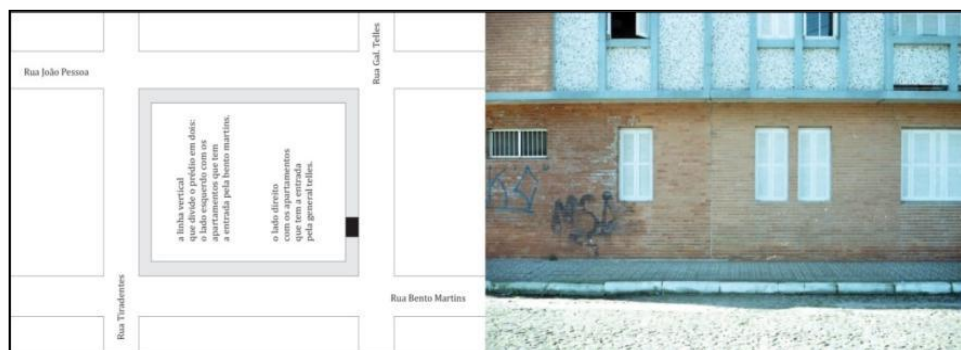 Rua João Pessoa
Rua Gal. Telles
a linha vertical
que divide o prédio em dois:
o lado esquerdo com os
apartamentos que tem
a entrada pela bento martins.
o lado direito
com os apartamentos
que tem a entrada
pela general telles.
Rua Tiradentes
Rua Bento Martins
MSD